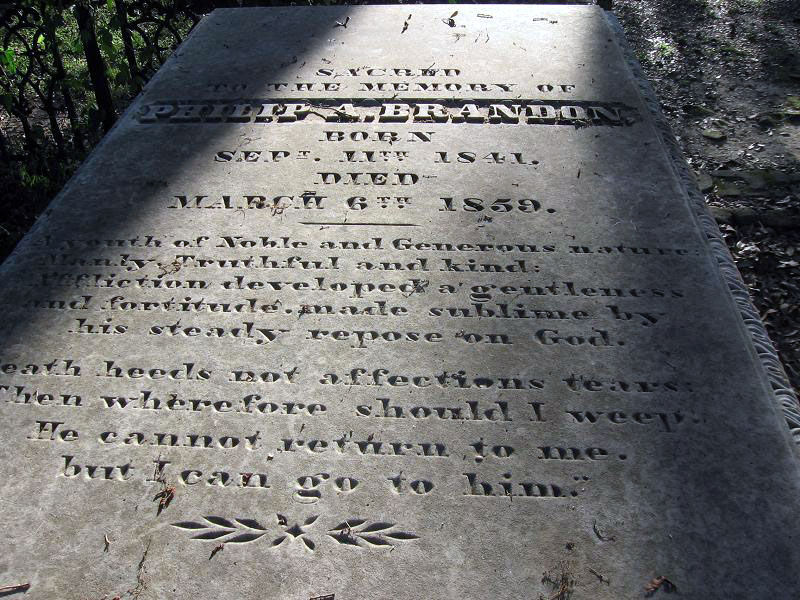 SACRED
TO THE MEMORY OF
PHILIP A. BRANDON
BORN
SEPT. 11TH 1841.
DIED
MARCH 6TH 1859.
A youth of Noble and Generous nature:
Manly, Truthful and kind:
Affliction developed a gentleness
and fortitude, made sublime by
his steady repose on God.
eath heeds not affections tears:
Then wherefore should I weep.
He cannot return to me.
but I can go to him."